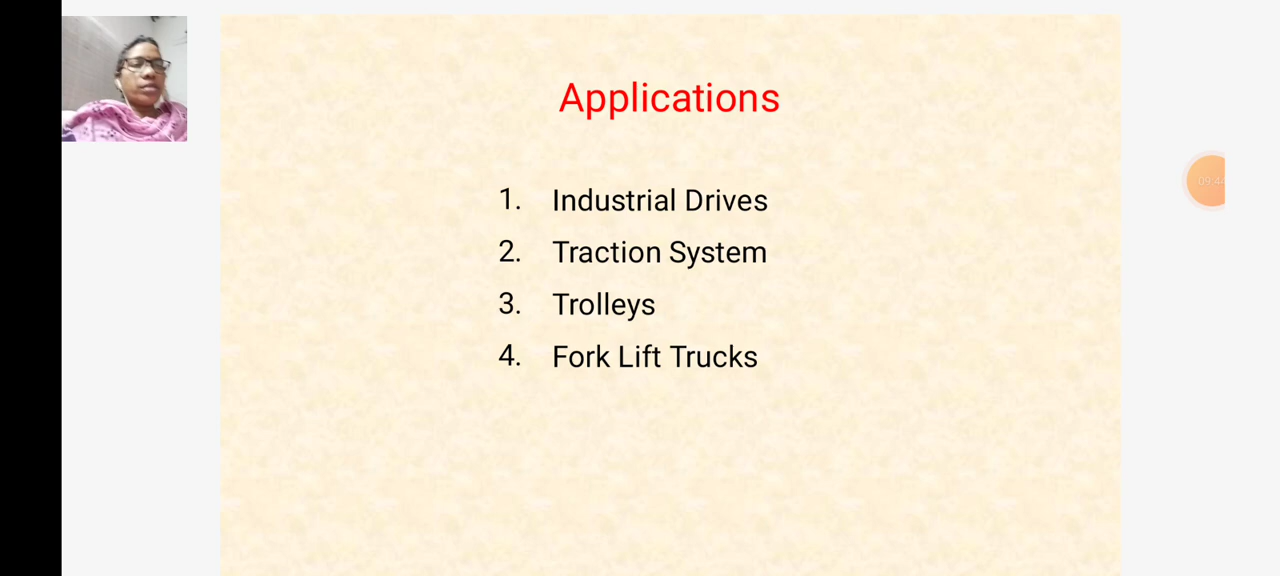 Applications
1. Industrial Drives
2. Traction System
3. Trolleys
4. Fork Lift Trucks